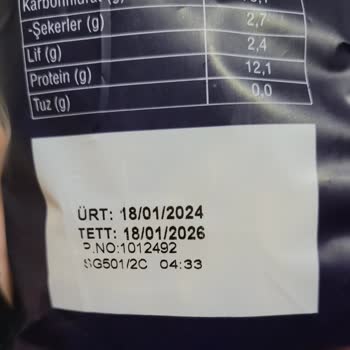 Karbonhidrat (g)
-Şekerler (g) 2,7
Lif (g) 2,4
Protein (g) 12,1
Tuz (g) 0,0
ÜRT: 18/01/2024
TETT: 18/01/2026
P.NO:1012492
SG501/2C 04:33